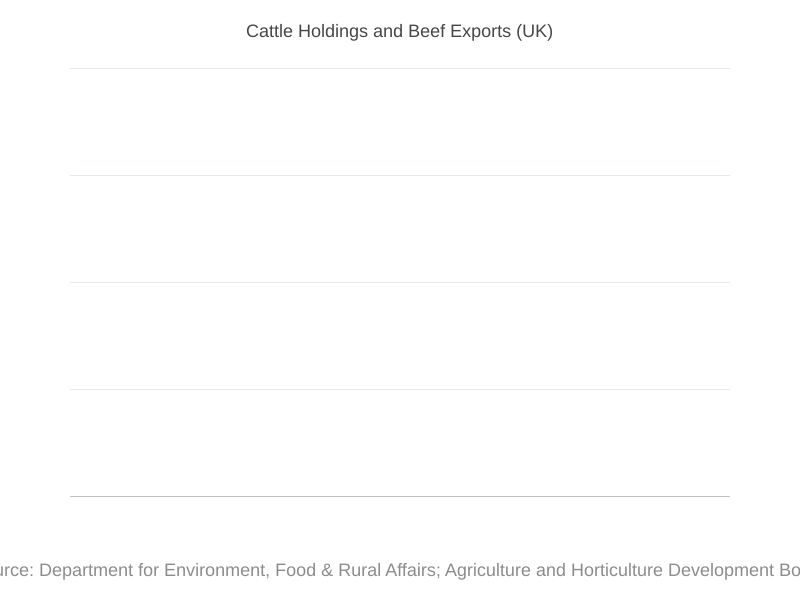 Cattle Holdings and Beef Exports (UK)
urce: Department for Environment, Food & Rural Affairs; Agriculture and Horticulture Development Bo